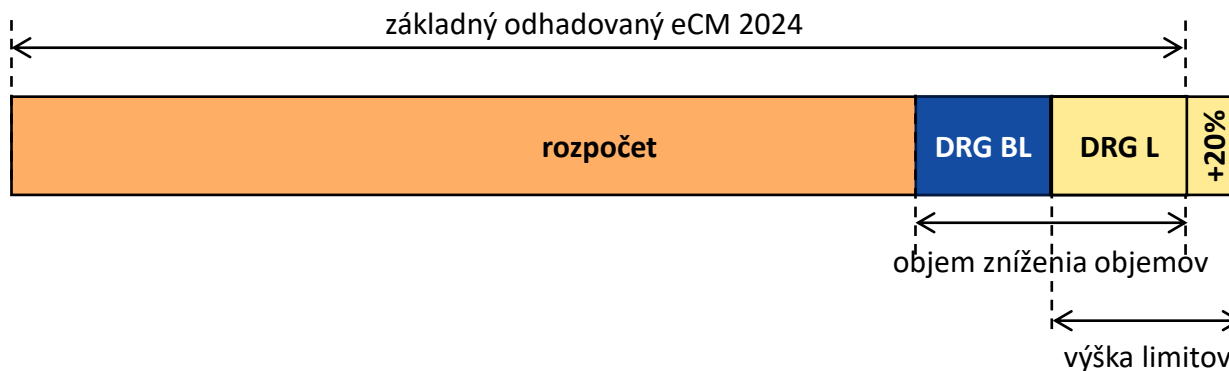 základný odhadovaný eCM 2024
rozpočet
DRG BL
DRG L
+20%
objem zníženia objemov
výška limitov